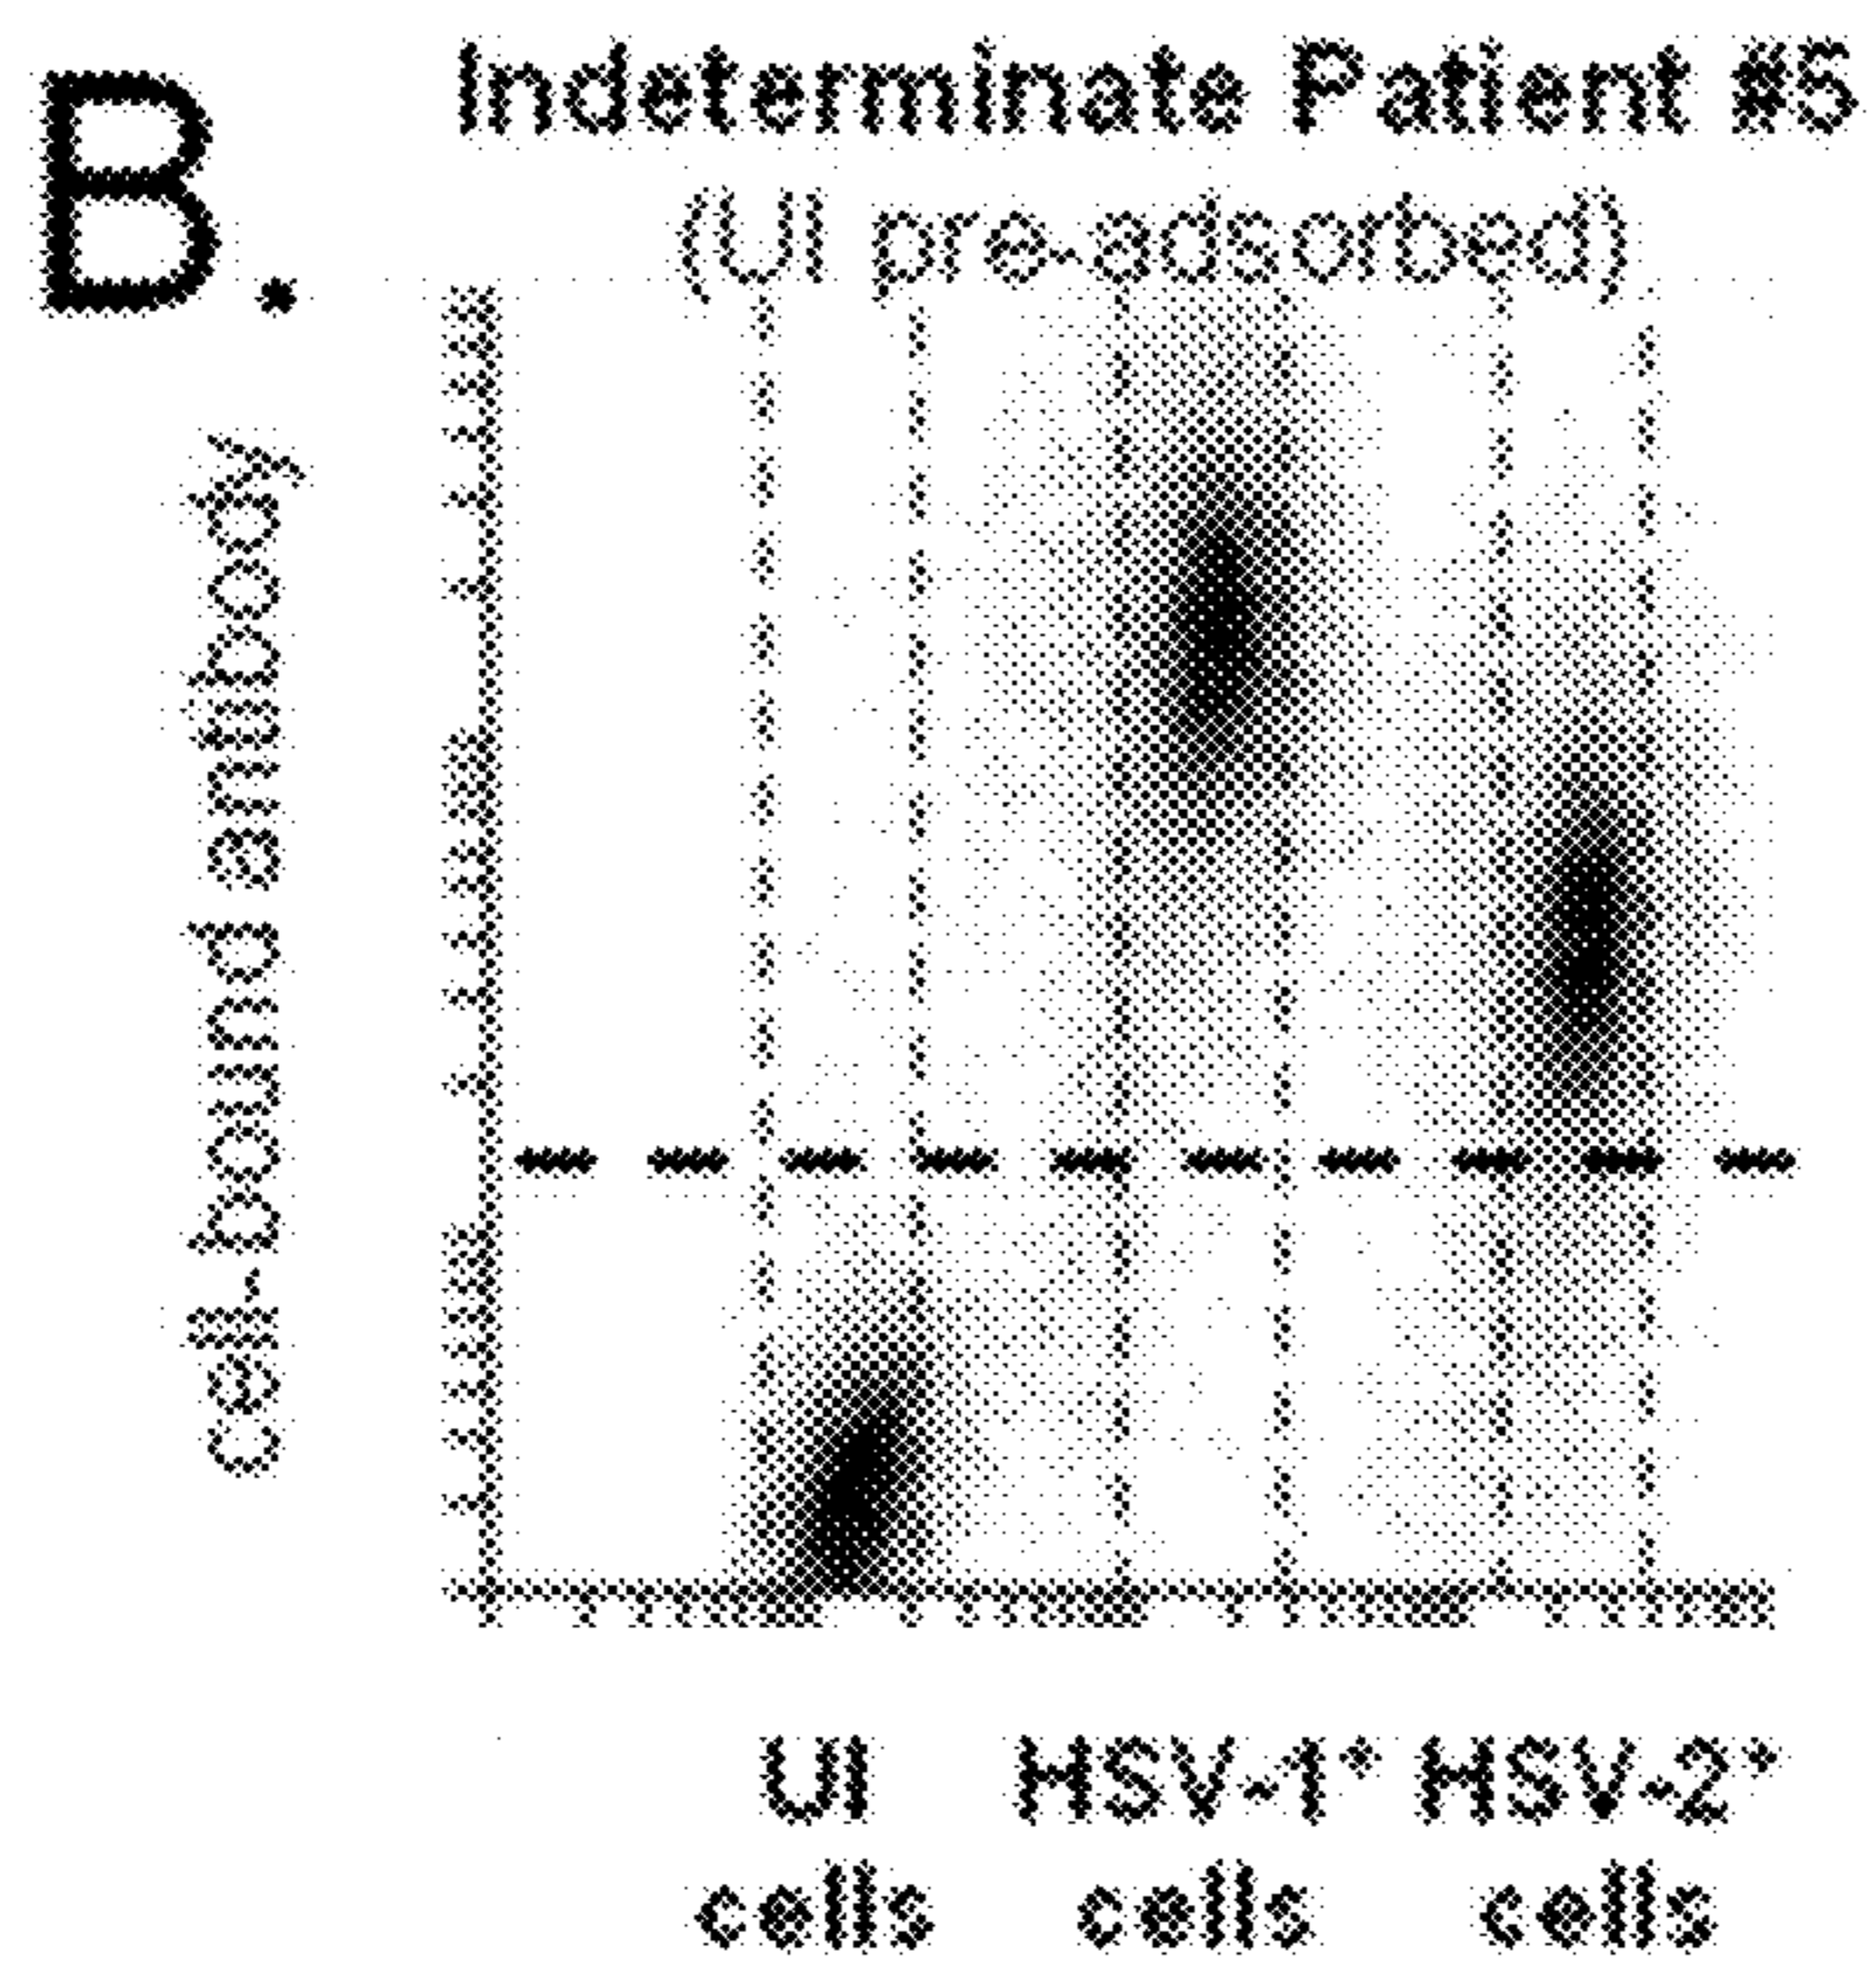 B.
Indeterminate Patient #5
(UI pre-adsorbed)
cell-bound antibody
UI cells
HSV-1+ cells
HSV-2+ cells